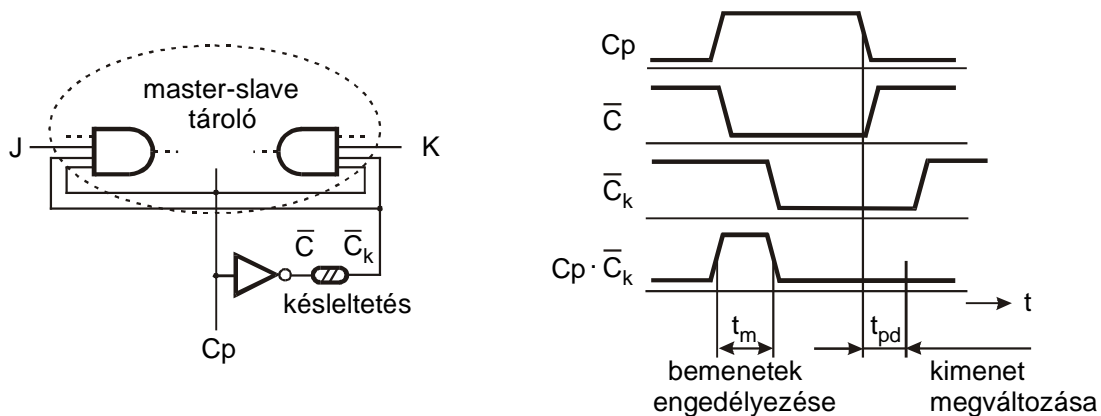 master-slave
tároló
J
K
C̅
C̅k
késleltetés
Cp
Cp
C̅
C̅k
Cp · C̅k
t
tm
tpd
bemenetek
engedélyezése
kimenet
megváltozása